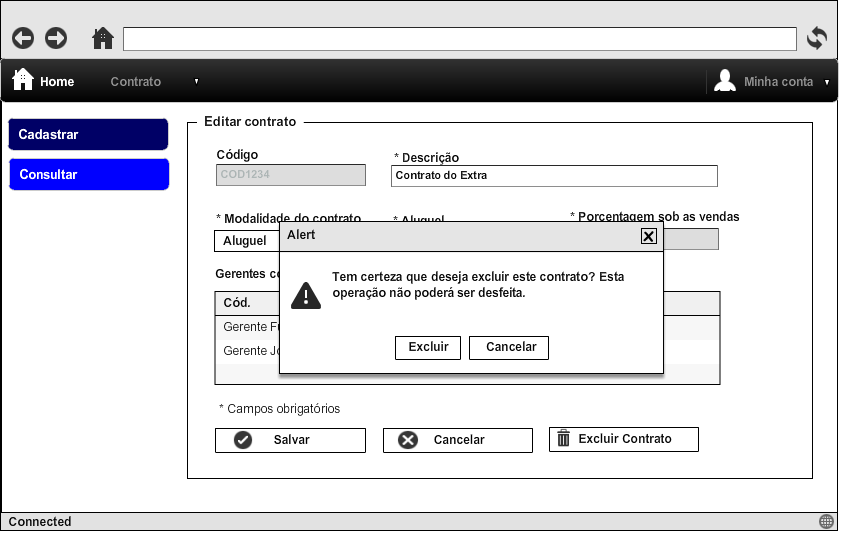 Home
Contrato
Minha conta
Cadastrar
Consultar
Editar contrato
Código
* Descrição
COD1234
Contrato do Extra
* Modalidade do contrato
* Aluguel
* Porcentagem sob as vendas
Aluguel
Alert
Tem certeza que deseja excluir este contrato? Esta
operação não poderá ser desfeita.
Excluir
Cancelar
Gerentes
Cód.
Gerente
Gerente
* Campos obrigatórios
Salvar
Cancelar
Excluir Contrato
Connected